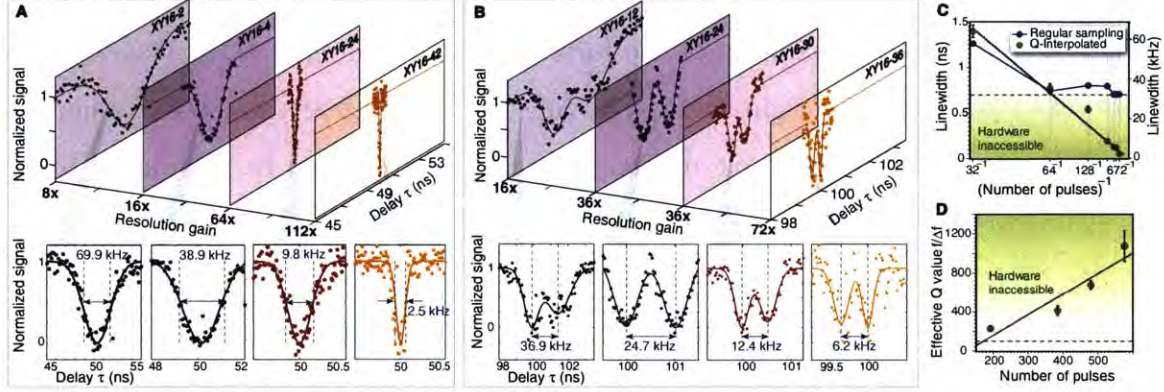 A
Normalized signal
1
0
XY16-2
XY16-4
XY16-24
XY16-42
8x
16x
64x
112x
Resolution gain
45
49
53
Delay τ (ns)
Normalized signal
1
0
69.9 kHz
38.9 kHz
9.8 kHz
2.5 kHz
45
50
55
48
50
52
50
50.5
50
50.5
Delay τ (ns)
B
Normalized signal
1
0
XY16-12
XY16-24
XY16-30
XY16-36
16x
36x
36x
72x
Resolution gain
98
100
102
Delay τ (ns)
Normalized signal
1
0
36.9 kHz
24.7 kHz
12.4 kHz
6.2 kHz
98
100
102
100
101
100
101
99.5
100
Delay τ (ns)
C
Regular sampling
Q-Interpolated
Linewidth (ns)
1.5
1
0.5
0
Linewdith (kHz)
60
40
20
0
Hardware
inaccessible
32⁻¹
64⁻¹
128⁻¹
672⁻¹
(Number of pulses)⁻¹
D
Effective Q value f/Δf
1200
800
400
0
Hardware
inaccessible
200
300
400
500
Number of pulses